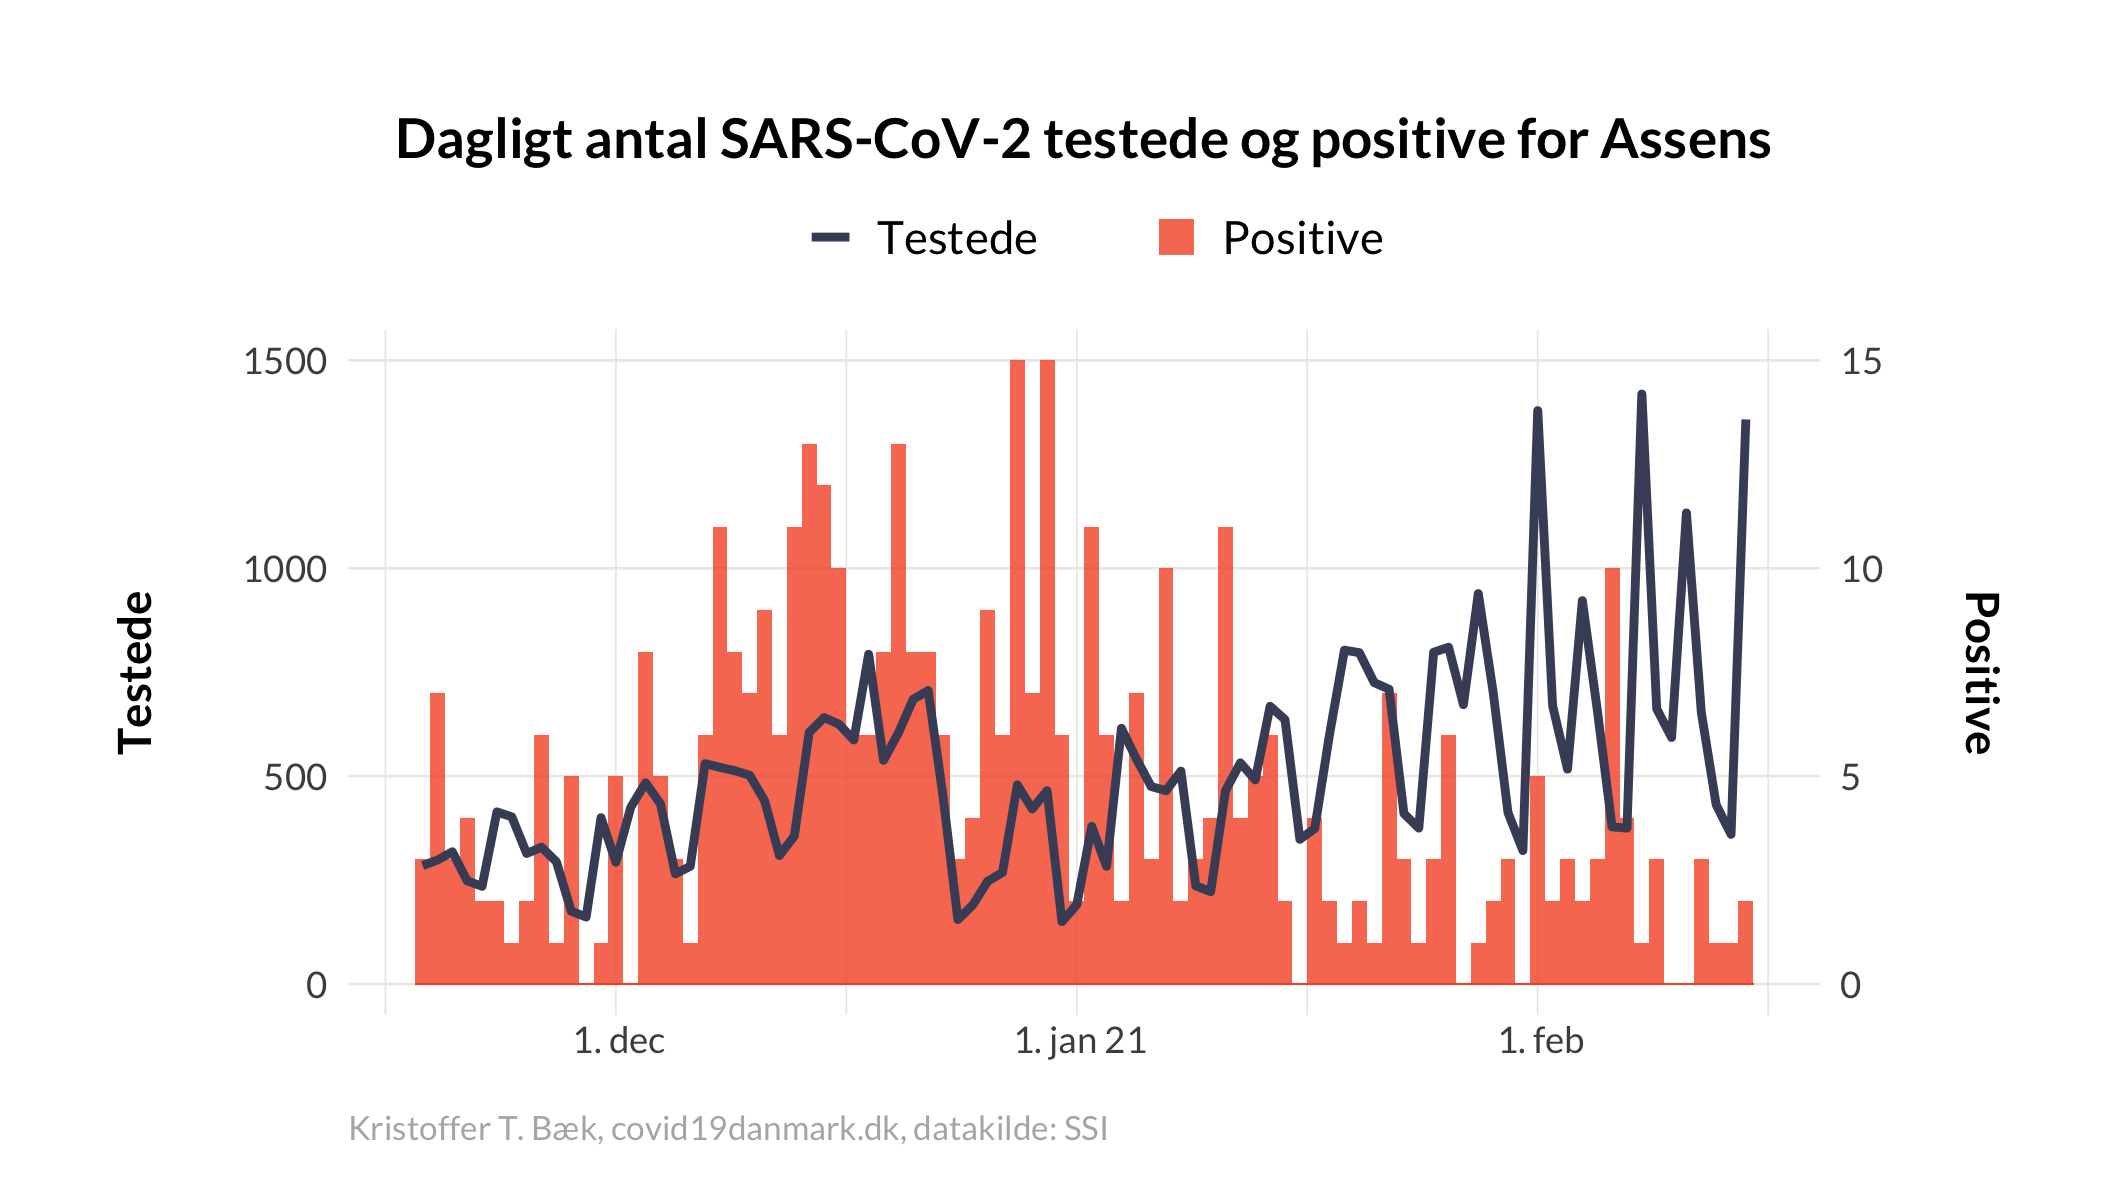 Dagligt antal SARS-CoV-2 testede og positive for Assens
Testede Positive
1500 15
1000 10
500 5
0 0
Testede
Positive
1. dec 1. jan 21 1. feb
Kristoffer T. Bæk, covid19danmark.dk, datakilde: SSI